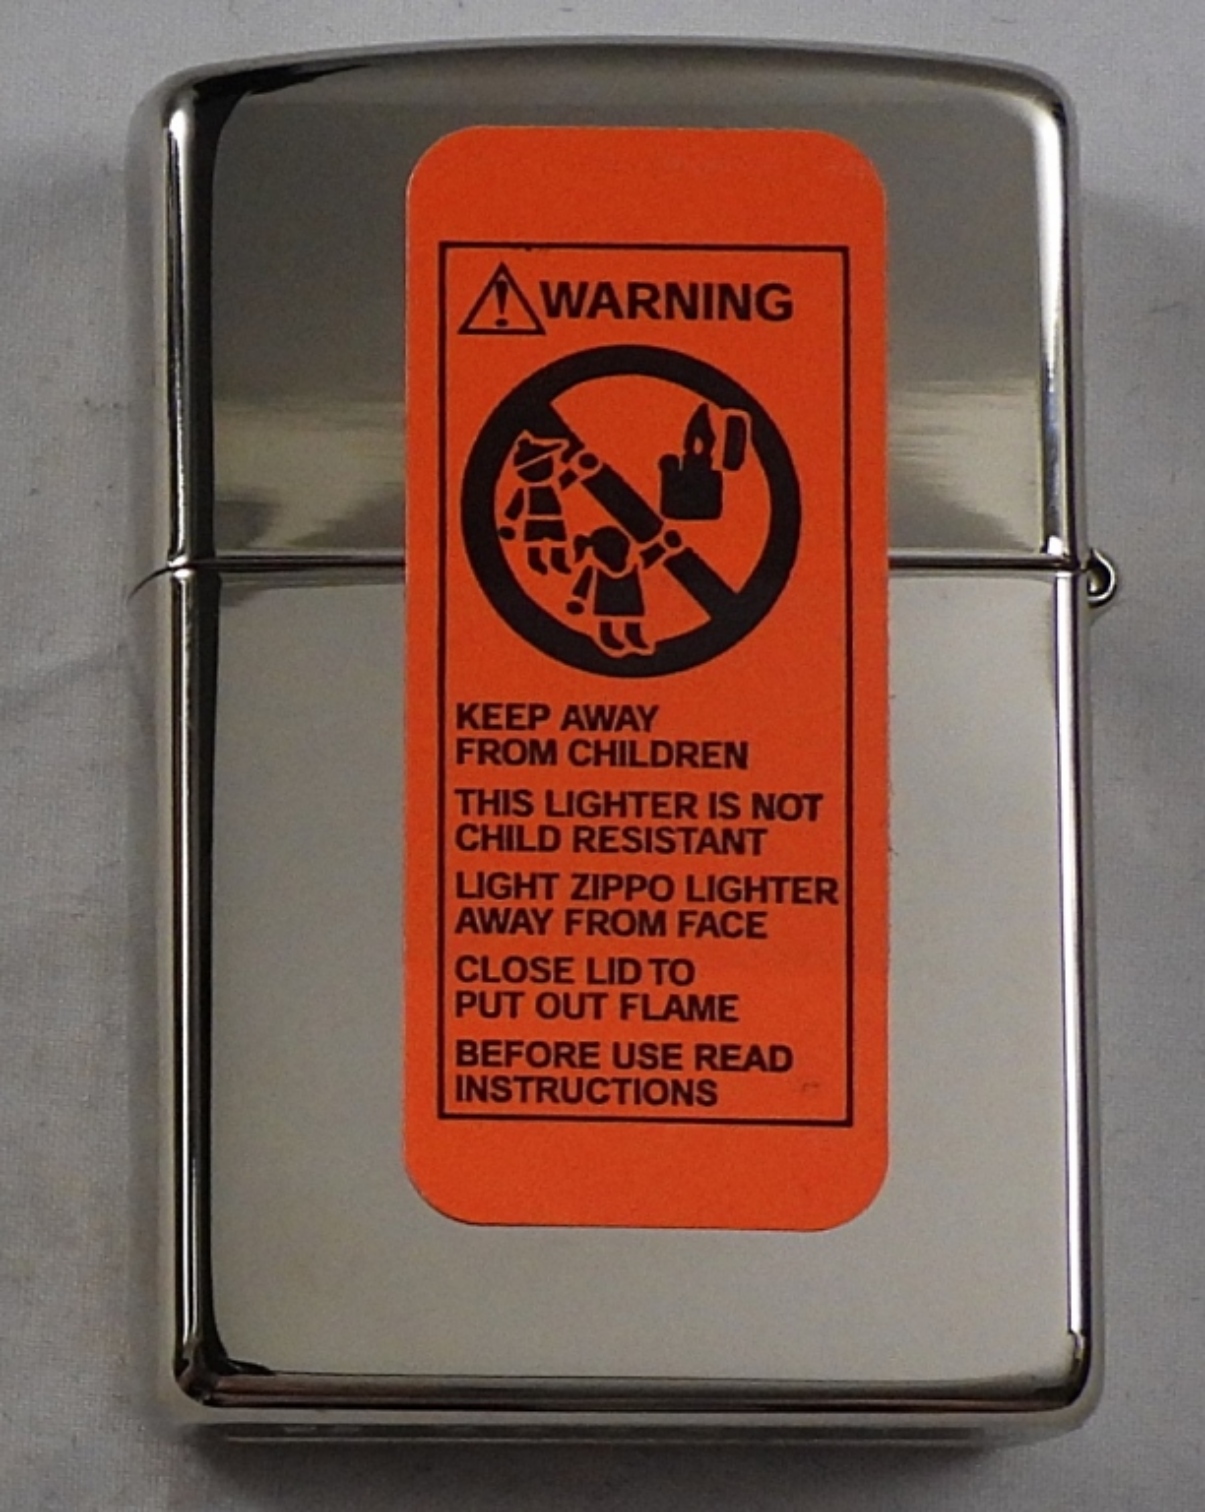 WARNING
KEEP AWAY
FROM CHILDREN
THIS LIGHTER IS NOT
CHILD RESISTANT
LIGHT ZIPPO LIGHTER
AWAY FROM FACE
CLOSE LID TO
PUT OUT FLAME
BEFORE USE READ
INSTRUCTIONS